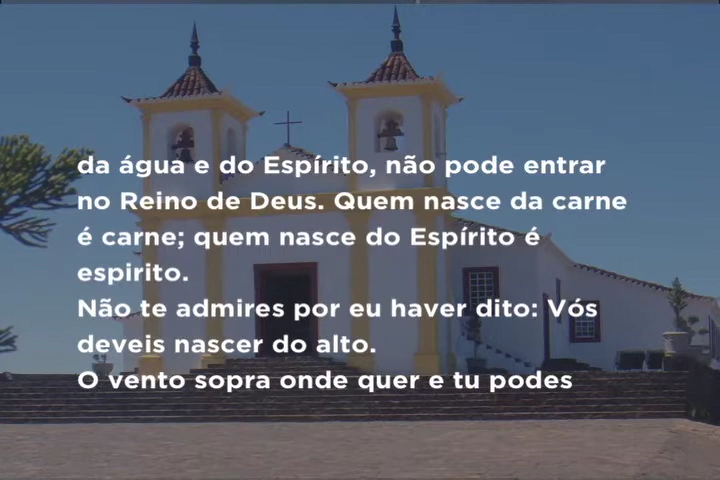 da água e do Espírito, não pode entrar
no Reino de Deus. Quem nasce da carne
é carne; quem nasce do Espírito é
espirito.
Não te admires por eu haver dito: Vós
deveis nascer do alto.
O vento sopra onde quer e tu podes